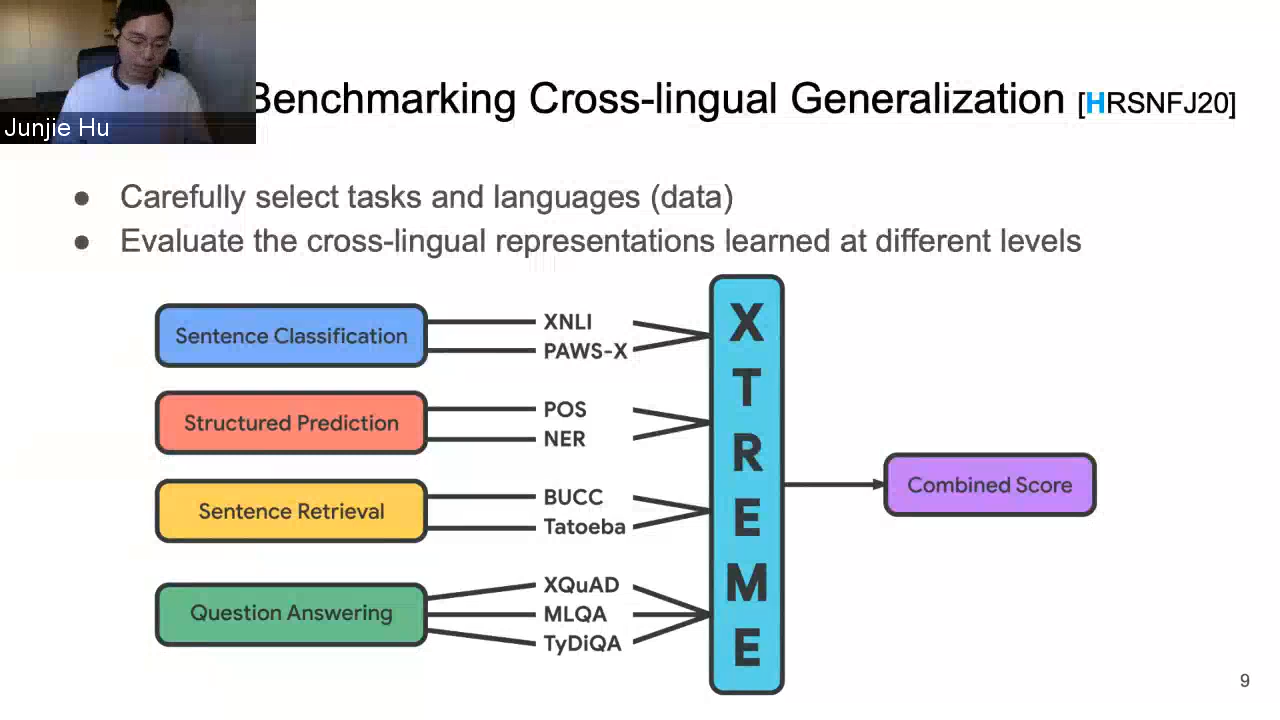 Benchmarking Cross-lingual Generalization [HRSNFJ20]
Junjie Hu
● Carefully select tasks and languages (data)
● Evaluate the cross-lingual representations learned at different levels
Sentence Classification
XNLI
PAWS-X
Structured Prediction
POS
NER
Sentence Retrieval
BUCC
Tatoeba
Question Answering
XQuAD
MLQA
TyDiQA
X
T
R
E
M
E
Combined Score
9